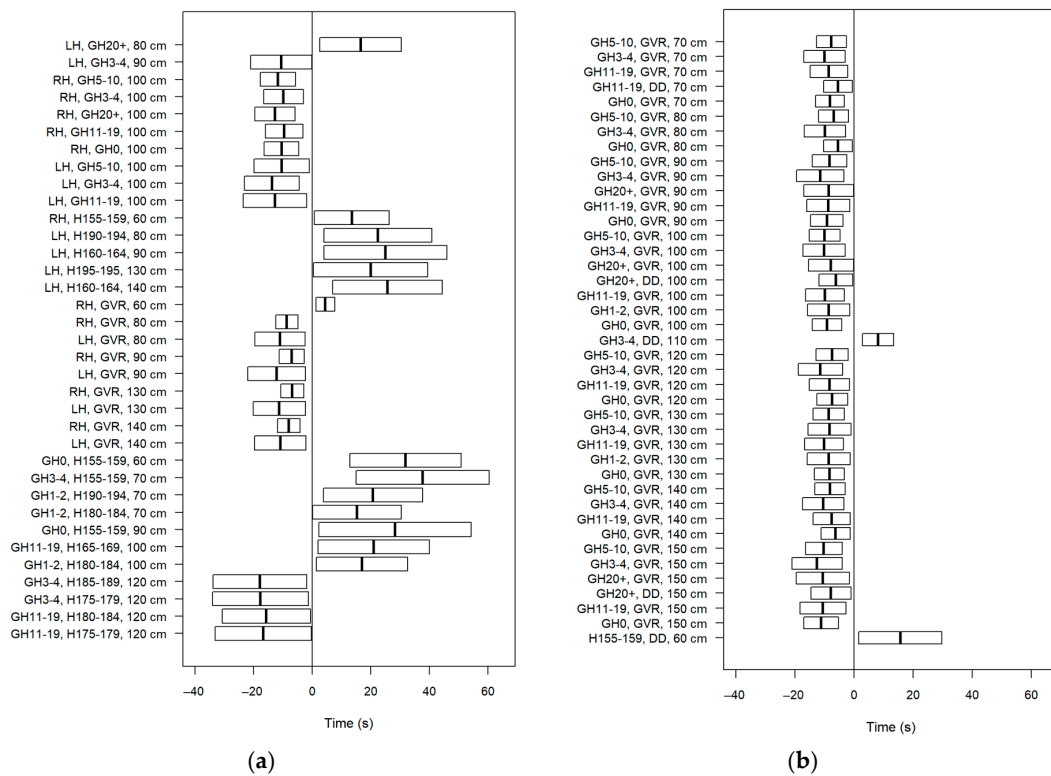 LH, GH20+, 80 cm
LH, GH3-4, 90 cm
RH, GH5-10, 100 cm
RH, GH3-4, 100 cm
RH, GH20+, 100 cm
RH, GH11-19, 100 cm
RH, GH0, 100 cm
LH, GH5-10, 100 cm
LH, GH3-4, 100 cm
LH, GH11-19, 100 cm
RH, H155-159, 60 cm
LH, H190-194, 80 cm
LH, H160-164, 90 cm
LH, H195-195, 130 cm
LH, H160-164, 140 cm
RH, GVR, 60 cm
RH, GVR, 80 cm
LH, GVR, 80 cm
RH, GVR, 90 cm
LH, GVR, 90 cm
RH, GVR, 130 cm
LH, GVR, 130 cm
RH, GVR, 140 cm
LH, GVR, 140 cm
GH0, H155-159, 60 cm
GH3-4, H155-159, 70 cm
GH1-2, H190-194, 70 cm
GH1-2, H180-184, 70 cm
GH0, H155-159, 90 cm
GH11-19, H165-169, 100 cm
GH1-2, H180-184, 100 cm
GH3-4, H185-189, 120 cm
GH3-4, H175-179, 120 cm
GH11-19, H180-184, 120 cm
GH11-19, H175-179, 120 cm
−40 −20 0 20 40 60
Time (s)
(a)
GH5-10, GVR, 70 cm
GH3-4, GVR, 70 cm
GH11-19, GVR, 70 cm
GH11-19, DD, 70 cm
GH0, GVR, 70 cm
GH5-10, GVR, 80 cm
GH3-4, GVR, 80 cm
GH0, GVR, 80 cm
GH5-10, GVR, 90 cm
GH3-4, GVR, 90 cm
GH20+, GVR, 90 cm
GH11-19, GVR, 90 cm
GH0, GVR, 90 cm
GH5-10, GVR, 100 cm
GH3-4, GVR, 100 cm
GH20+, GVR, 100 cm
GH20+, DD, 100 cm
GH11-19, GVR, 100 cm
GH1-2, GVR, 100 cm
GH0, GVR, 100 cm
GH3-4, DD, 110 cm
GH5-10, GVR, 120 cm
GH3-4, GVR, 120 cm
GH11-19, GVR, 120 cm
GH0, GVR, 120 cm
GH5-10, GVR, 130 cm
GH3-4, GVR, 130 cm
GH11-19, GVR, 130 cm
GH1-2, GVR, 130 cm
GH0, GVR, 130 cm
GH5-10, GVR, 140 cm
GH3-4, GVR, 140 cm
GH11-19, GVR, 140 cm
GH0, GVR, 140 cm
GH5-10, GVR, 150 cm
GH3-4, GVR, 150 cm
GH20+, GVR, 150 cm
GH20+, DD, 150 cm
GH11-19, GVR, 150 cm
GH0, GVR, 150 cm
H155-159, DD, 60 cm
−40 −20 0 20 40 60
Time (s)
(b)